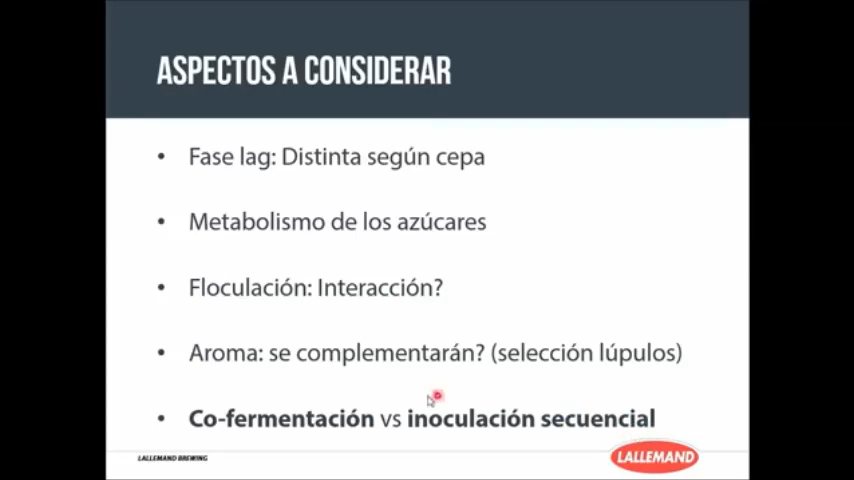 ASPECTOS A CONSIDERAR
• Fase lag: Distinta según cepa
• Metabolismo de los azúcares
• Floculación: Interacción?
• Aroma: se complementarán? (selección lúpulos)
• Co-fermentación vs inoculación secuencial
LALLEMAND BREWING
LALLEMAND